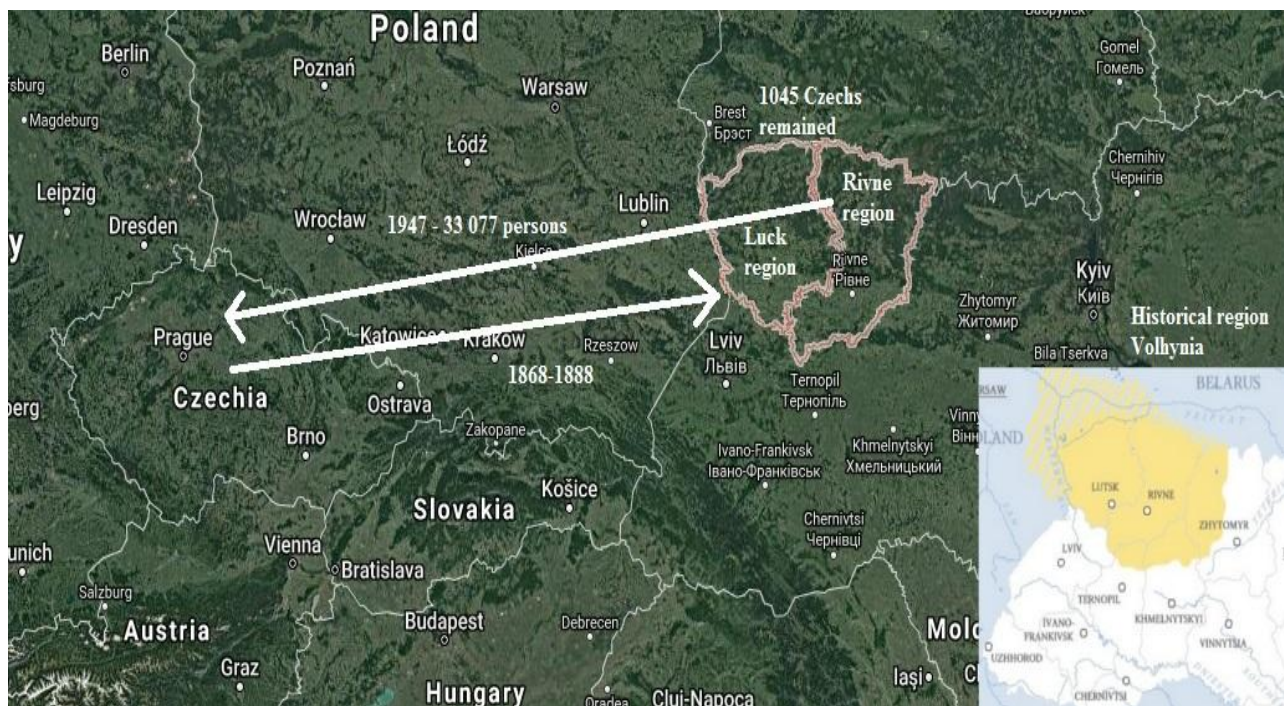 Poland
Berlin
Poznań
Warsaw
Magdeburg
Łódź
Leipzig
Dresden
Wrocław
Lublin
Kielce
1947 - 33 077 persons
1045 Czechs
remained
Brest
Брэст
Gomel
Гомель
Chernihiv
Чернігів
Rivne
region
Luck
region
Rivne
Рівне
Kyiv
Київ
Zhytomyr
Житомир
Prague
Katowice
Kraków
Rzeszow
1868-1888
Lviv
Львів
Bila Tserkva
Historical region
Volhynia
Czechia
Ostrava
Brno
Zakopane
Ternopil
Тернопіль
Ivano-Frankivsk
Івано-Франківськ
Khmelnytskyi
Хмельницький
Slovakia
Košice
Chernivtsi
Чернівці
Vienna
Bratislava
Salzburg
Austria
Budapest
Debrecen
Graz
Hungary
Oradea
Cluj-Napoca
Iași
BELARUS
LUTSK
RIVNE
ZHYTOMYR
LVIV
TERNOPIL
KHMELNYTSKYI
IVANO-
FRANKIVSK
VINNYTSIA
UZHHOROD
CHERNIVTSI